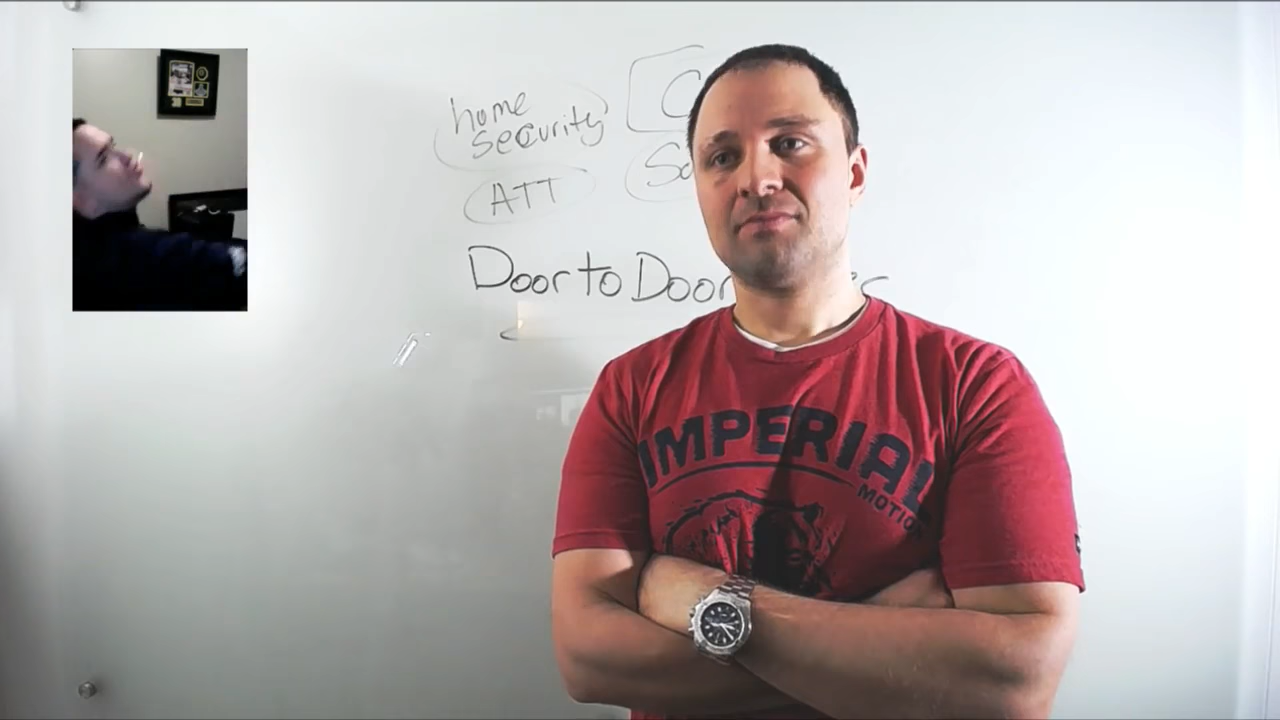 home
security
ATT
Door to Door
IMPERIAL
MOTION